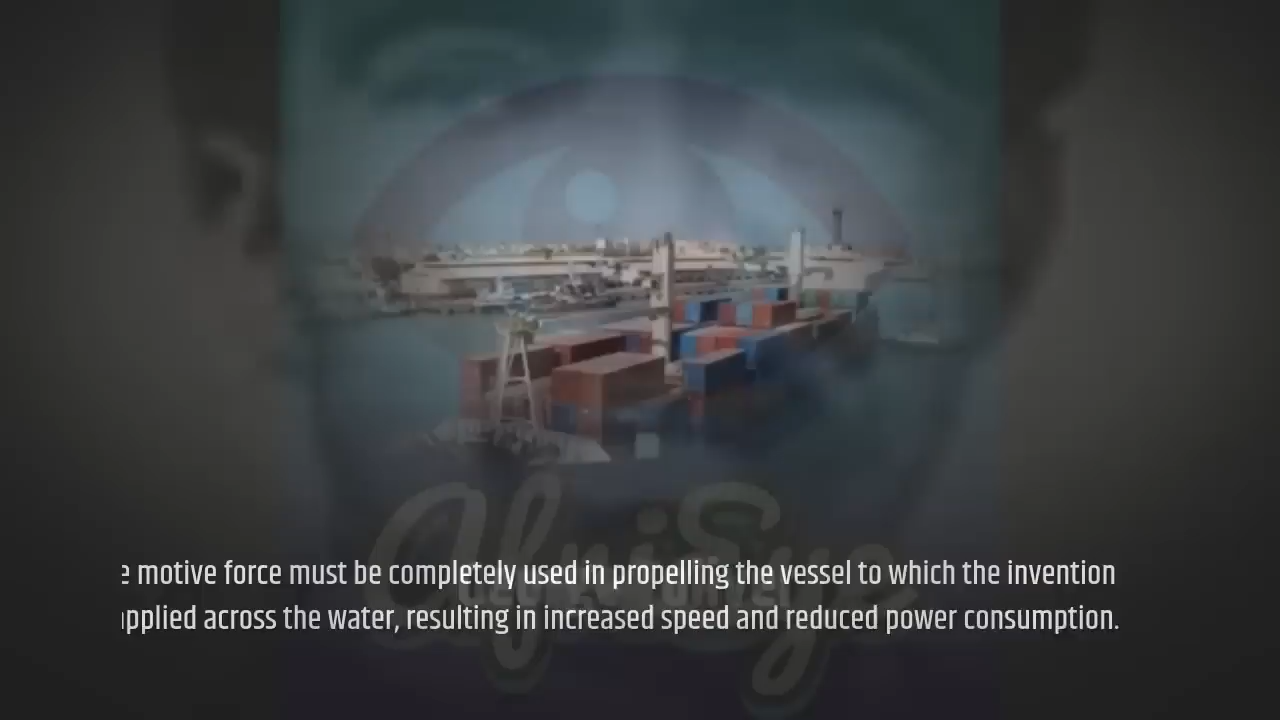 motive force must be completely used in propelling the vessel to which the invention
applied across the water, resulting in increased speed and reduced power consumption.
AfriSye